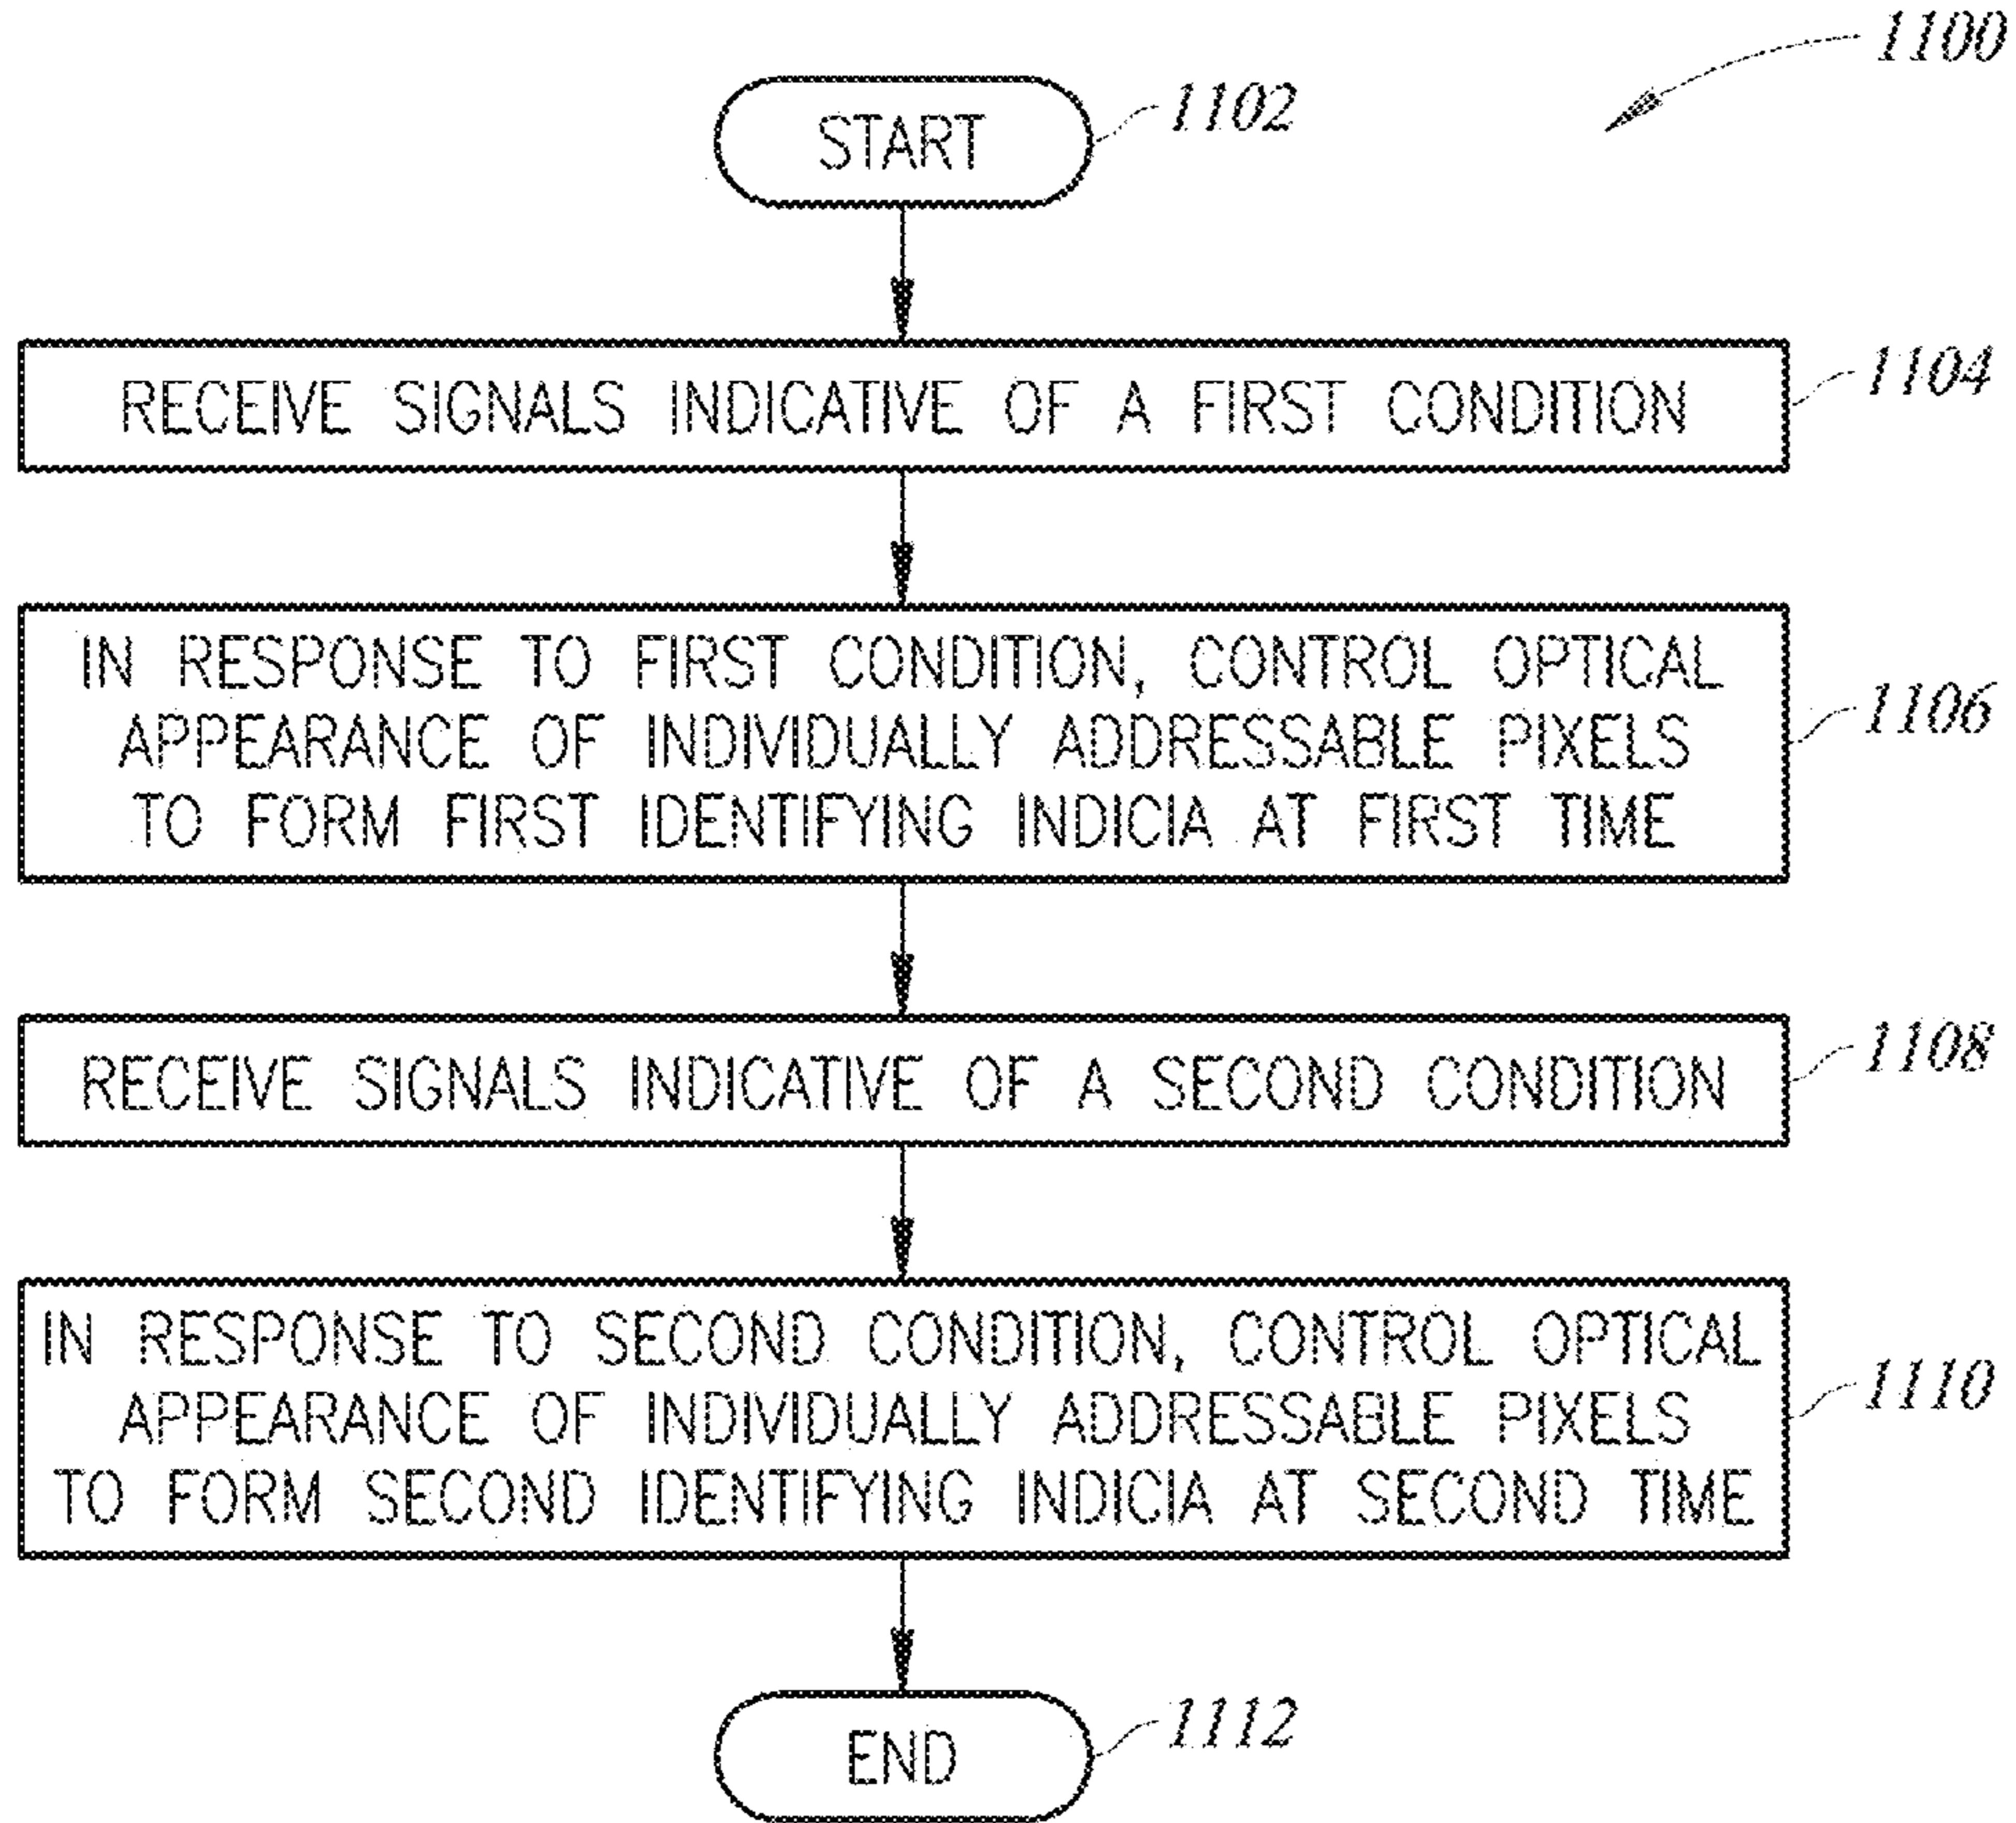 1100
START
1102
RECEIVE SIGNALS INDICATIVE OF A FIRST CONDITION
1104
IN RESPONSE TO FIRST CONDITION, CONTROL OPTICAL
APPEARANCE OF INDIVIDUALLY ADDRESSABLE PIXELS
TO FORM FIRST IDENTIFYING INDICIA AT FIRST TIME
1106
RECEIVE SIGNALS INDICATIVE OF A SECOND CONDITION
1108
IN RESPONSE TO SECOND CONDITION, CONTROL OPTICAL
APPEARANCE OF INDIVIDUALLY ADDRESSABLE PIXELS
TO FORM SECOND IDENTIFYING INDICIA AT SECOND TIME
1110
END
1112